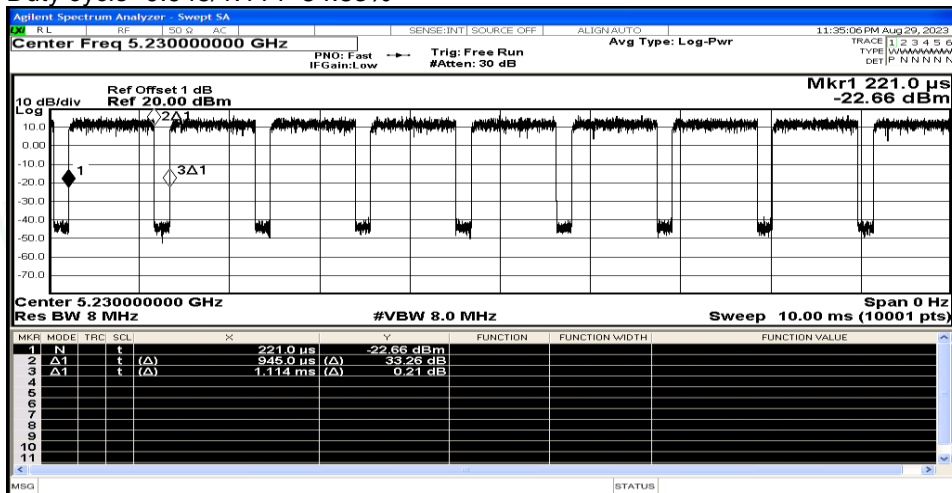 Agilent Spectrum Analyzer - Swept SA
LXI RL RF 50 Ω AC SENSE:INT SOURCE OFF ALIGN AUTO 11:35:06 PM Aug 29, 2023
Center Freq 5.230000000 GHz
PNO: Fast
IFGain:Low
Trig: Free Run
#Atten: 30 dB
Avg Type: Log-Pwr
TRACE 1 2 3 4 5 6
TYPE WWWWWW
DET P N N N N N
Mkr1 221.0 µs
-22.66 dBm
Ref Offset 1 dB
10 dB/div Ref 20.00 dBm
Log
10.0
0.00
-10.0
-20.0
-30.0
-40.0
-50.0
-60.0
-70.0
2Δ1
1
3Δ1
Center 5.230000000 GHz Span 0 Hz
Res BW 8 MHz #VBW 8.0 MHz Sweep 10.00 ms (10001 pts)
MKR MODE TRC SCL X Y FUNCTION FUNCTION WIDTH FUNCTION VALUE
1 N t 221.0 µs -22.66 dBm
2 Δ1 t (Δ) 945.0 µs (Δ) 33.26 dB
3 Δ1 t (Δ) 1.114 ms (Δ) 0.21 dB
4
5
6
7
8
9
10
11
MSG STATUS